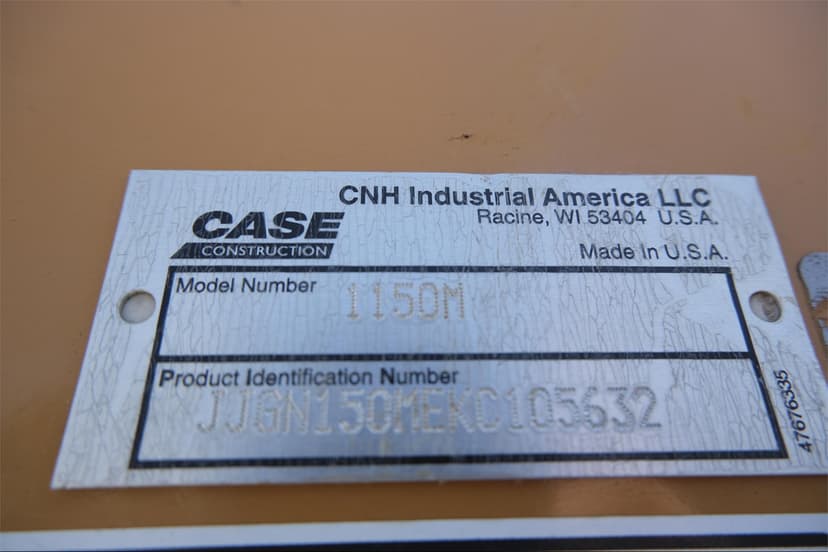 CNH Industrial America LLC
Racine, WI 53404 U.S.A.
CASE
CONSTRUCTION
Made In U.S.A.
Model Number 1150M
Product Identification Number
JJGN150MEKC105632
47676335